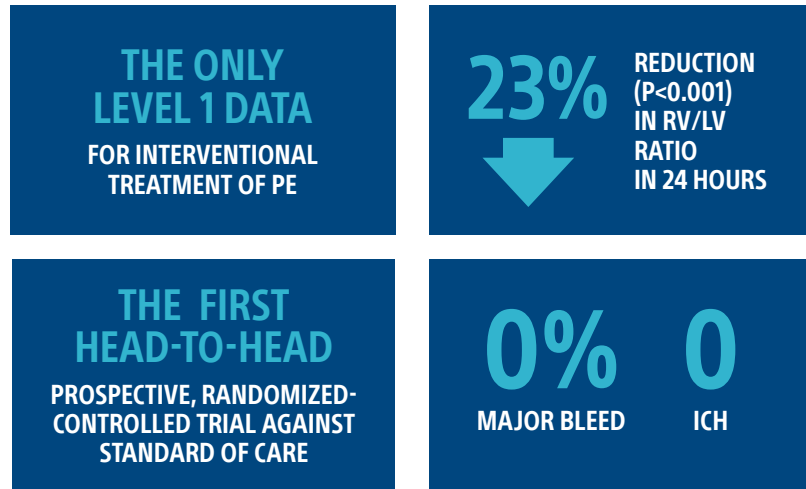 THE ONLY
LEVEL 1 DATA
FOR INTERVENTIONAL
TREATMENT OF PE
23%
REDUCTION
(P<0.001)
IN RV/LV
RATIO
IN 24 HOURS
THE FIRST
HEAD-TO-HEAD
PROSPECTIVE, RANDOMIZED-
CONTROLLED TRIAL AGAINST
STANDARD OF CARE
0%
MAJOR BLEED
0
ICH